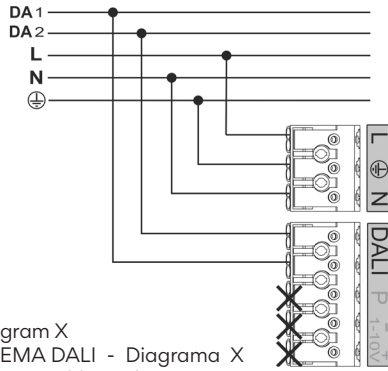 DA1
DA2
L
N
L N
DALI P - +
1-10V
gram X
EMA DALI - Diagrama X